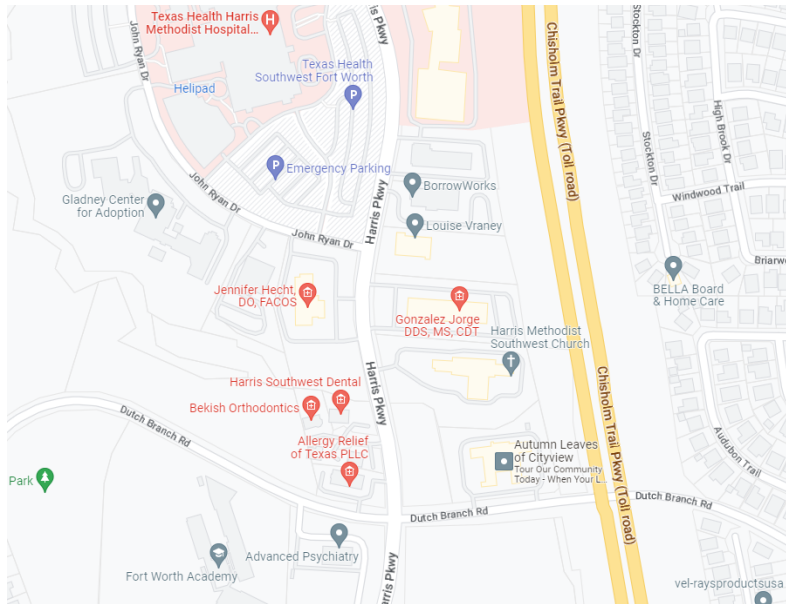 Texas Health Harris
Methodist Hospital...
H
John Ryan Dr
is Pkwy
Chisholm Trail Pkwy (Toll road)
Stockton Dr
Texas Health
Southwest Fort Worth
P
Helipad
High Brook Dr
Stockton Dr
P
Emergency Parking
John Ryan Dr
BorrowWorks
Windwood Trail
Gladney Center
for Adoption
Harris Pkwy
Louise Vraney
John Ryan Dr
Briarw
BELLA Board
& Home Care
Jennifer Hecht,
DO, FACOS
Gonzalez Jorge
DDS, MS, CDT
Harris Methodist
Southwest Church
Harris Pkwy
Chisholm Trail Pkwy (Toll road)
Harris Southwest Dental
Bekish Orthodontics
Dutch Branch Rd
Allergy Relief
of Texas PLLC
Autumn Leaves
of Cityview
Tour Our Community
Today - When Your L...
Audubon Trail
Park
Dutch Branch Rd
Dutch Branch Rd
Advanced Psychiatry
Fort Worth Academy
Harris Pkwy
vel-raysproductsusa